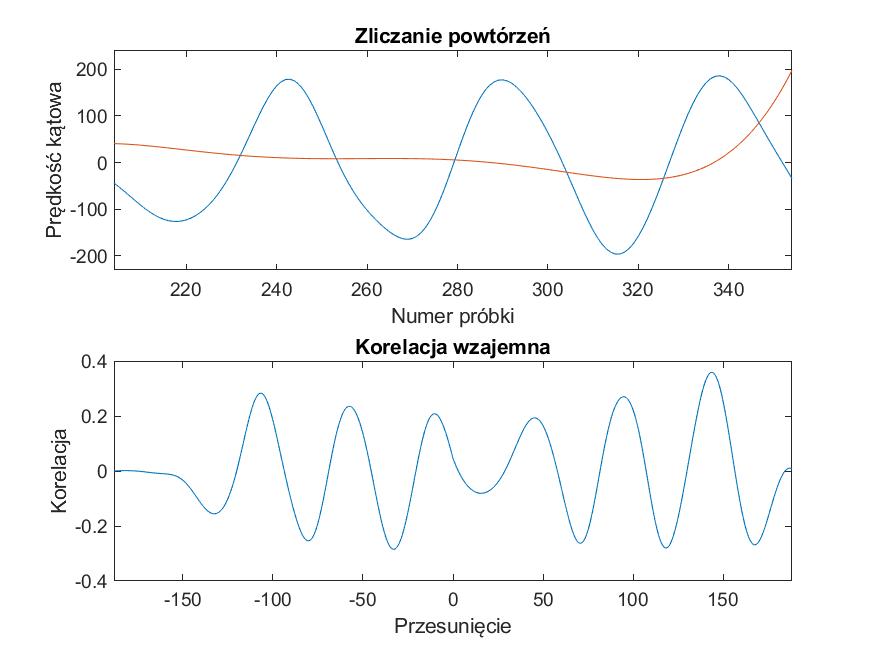 Zliczanie powtórzeń
200
100
0
-100
-200
Prędkość kątowa
220 240 260 280 300 320 340
Numer próbki
Korelacja wzajemna
0.4
0.2
0
-0.2
-0.4
Korelacja
-150 -100 -50 0 50 100 150
Przesunięcie